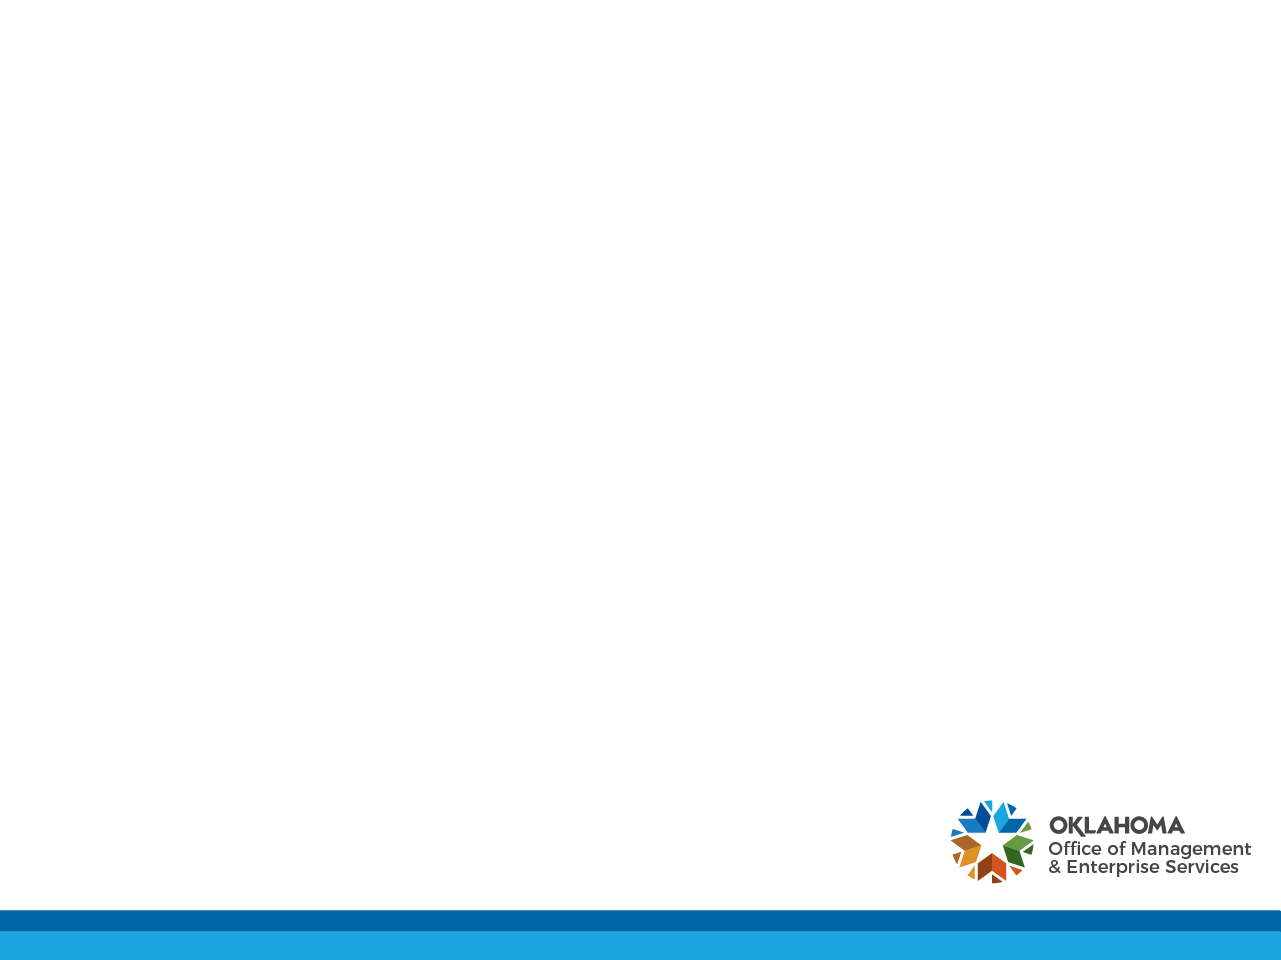 OKLAHOMA
Office of Management
& Enterprise Services